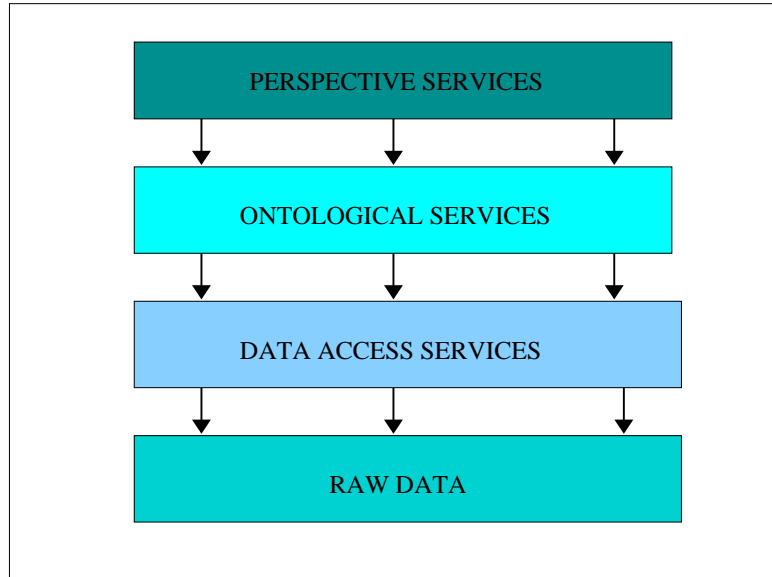 PERSPECTIVE SERVICES
ONTOLOGICAL SERVICES
DATA ACCESS SERVICES
RAW DATA